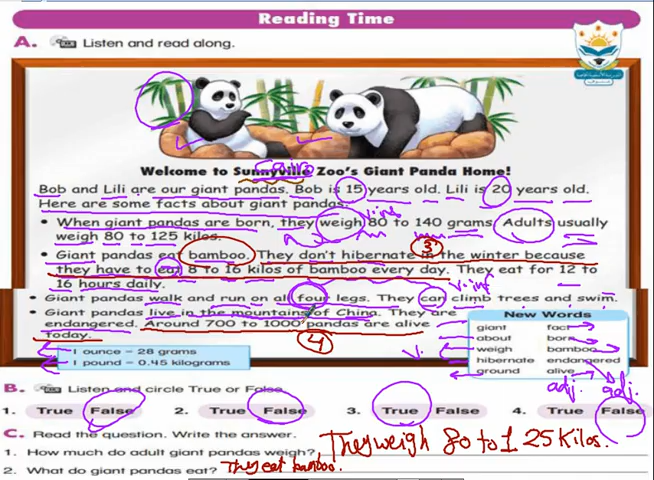 Reading Time
A. Listen and read along.
Cairo
Welcome to Sunnyville Zoo's Giant Panda Home!
Bob and Lili are our giant pandas. Bob is 15 years old. Lili is 20 years old.
Here are some facts about giant pandas.
v.inf
• When giant pandas are born, they weigh 80 to 140 grams. Adults usually
weigh 80 to 125 kilos.
3
• Giant pandas eat bamboo. They don't hibernate in the winter because
they have to eat 8 to 16 kilos of bamboo every day. They eat for 12 to
16 hours daily.
v.inf
• Giant pandas walk and run on all four legs. They can climb trees and swim.
• Giant pandas live in the mountains of China. They are
endangered. Around 700 to 1000 pandas are alive
today.
4
1 ounce = 28 grams
1 pound = 0.45 kilograms
New Words
giant fact
about born
v. weigh bamboo
hibernate endangered
ground alive
adj. adj.
B. Listen and circle True or False.
1. True False 2. True False 3. True False 4. True False
C. Read the question. Write the answer.
1. How much do adult giant pandas weigh? They weigh 80 to 125 kilos.
2. What do giant pandas eat? They eat bamboo.